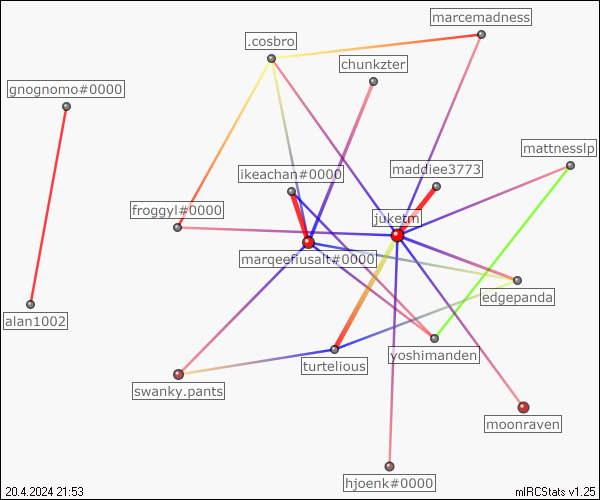 marcemadness
.cosbro
chunkzter
gnognomo#0000
mattnesslp
maddiee3773
ikeachan#0000
froggyl#0000
juketm
marqeefiusalt#0000
edgepanda
alan1002
yoshimanden
turtelious
swanky.pants
moonraven
hjoenk#0000
20.4.2024 21:53
mIRCStats v1.25